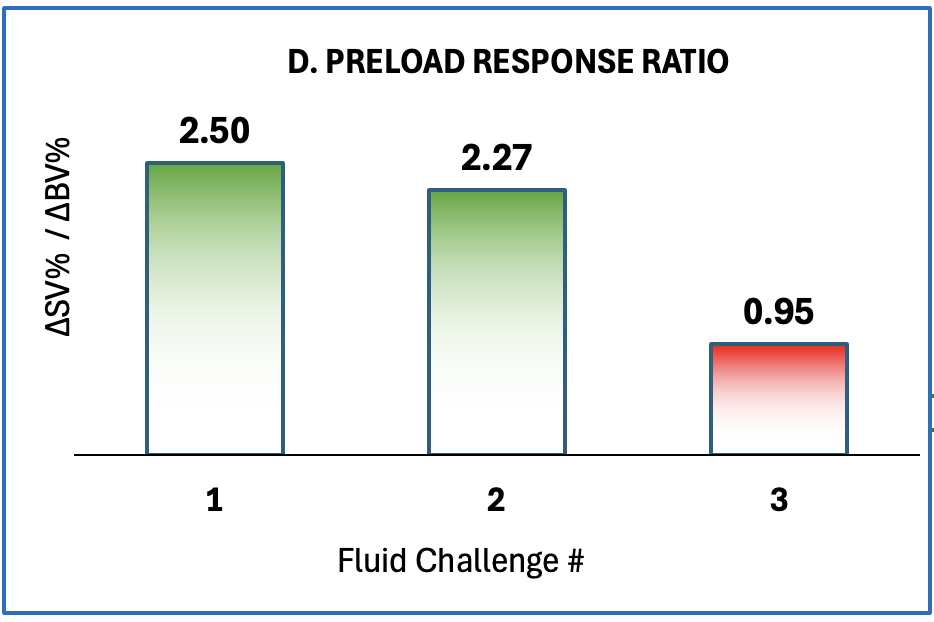 D. PRELOAD RESPONSE RATIO
ΔSV% / ΔBV%
2.50
2.27
0.95
1
2
3
Fluid Challenge #